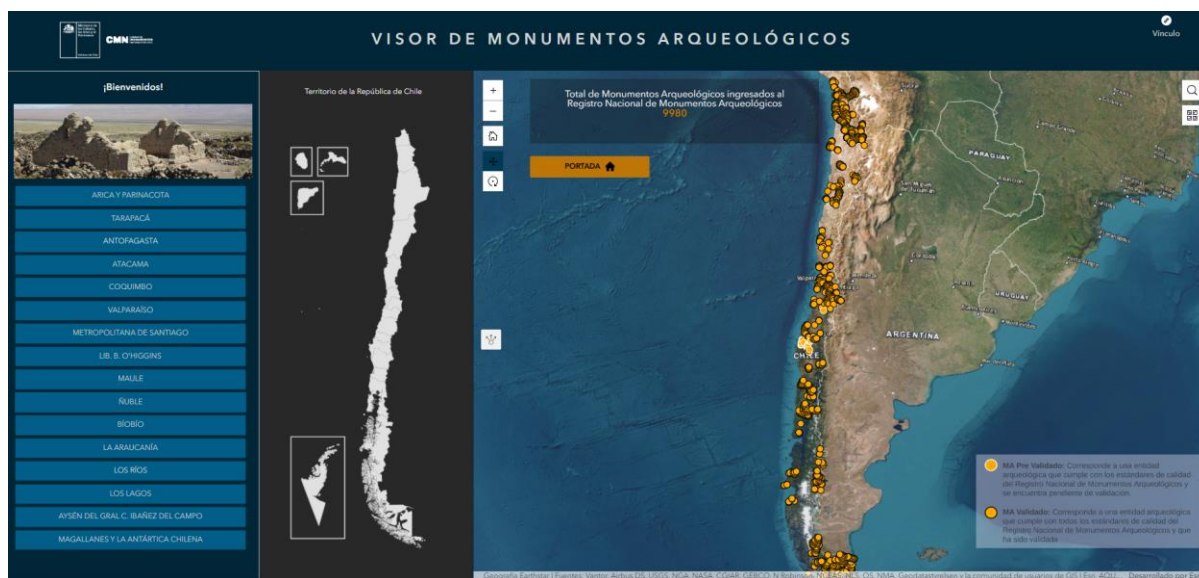 CMN
VISOR DE MONUMENTOS ARQUEOLÓGICOS
Vínculo
¡Bienvenidos!
ARICA Y PARINACOTA
TARAPACÁ
ANTOFAGASTA
ATACAMA
COQUIMBO
VALPARAÍSO
METROPOLITANA DE SANTIAGO
LIB. B. O'HIGGINS
MAULE
ÑUBLE
BÍOBÍO
LA ARAUCANÍA
LOS RÍOS
LOS LAGOS
AYSÉN DEL GRAL C. IBAÑEZ DEL CAMPO
MAGALLANES Y LA ANTÁRTICA CHILENA
Territorio de la República de Chile
Total de Monumentos Arqueológicos ingresados al
Registro Nacional de Monumentos Arqueológicos
9980
PORTADA
PARAGUAY
URUGUAY
ARGENTINA
CHILE
MA Pre Validado: Corresponde a una entidad
arqueológica que cumple con los estándares de calidad
del Registro Nacional de Monumentos Arqueológicos y
se encuentra pendiente de validación.
MA Validado: Corresponde a una entidad arqueológica
que cumple con todos los estándares de calidad del
Registro Nacional de Monumentos Arqueológicos y que
ha sido validada